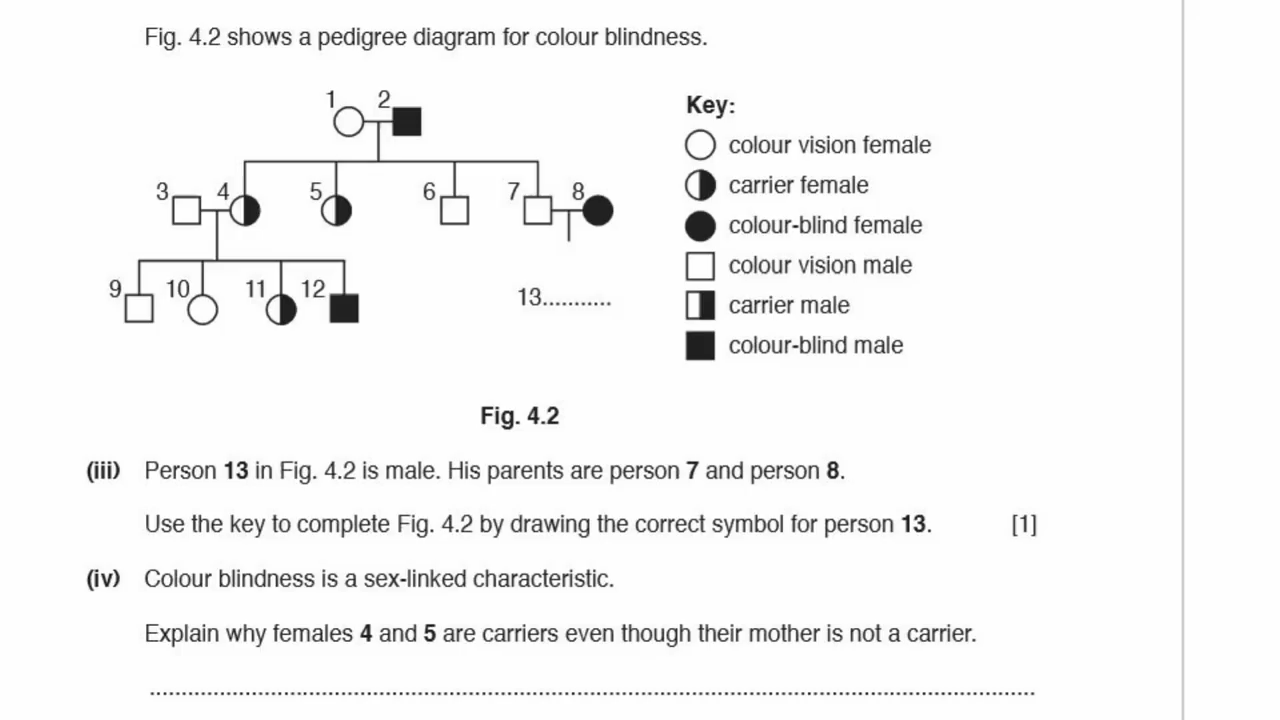 Fig. 4.2 shows a pedigree diagram for colour blindness.
1 2
3 4 5 6 7 8
9 10 11 12
13...........
Key:
colour vision female
carrier female
colour-blind female
colour vision male
carrier male
colour-blind male
Fig. 4.2
(iii) Person 13 in Fig. 4.2 is male. His parents are person 7 and person 8.
Use the key to complete Fig. 4.2 by drawing the correct symbol for person 13. [1]
(iv) Colour blindness is a sex-linked characteristic.
Explain why females 4 and 5 are carriers even though their mother is not a carrier.